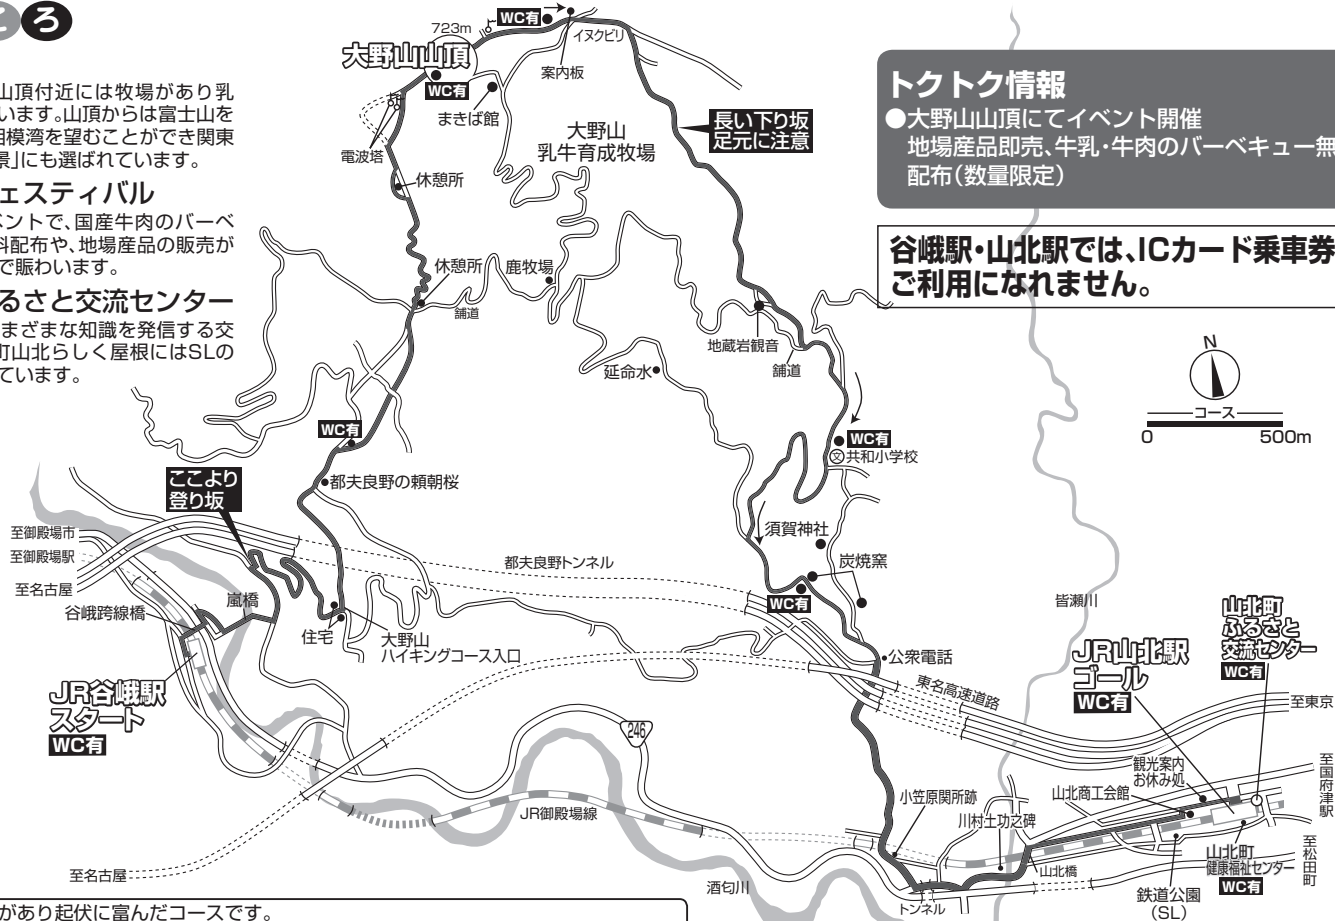 ころ
山頂付近には牧場があり乳
います。山頂からは富士山を
相模湾を望むことができ関東
景」にも選ばれています。
ェスティバル
ベントで、国産牛肉のバーベ
料配布や、地場産品の販売が
で賑わいます。
るさと交流センター
まざまな知識を発信する交
町山北らしく屋根にはSLの
ています。
トクトク情報
●大野山山頂にてイベント開催
地場産品即売、牛乳・牛肉のバーベキュー無
配布(数量限定)
谷峨駅・山北駅では、ICカード乗車券
ご利用になれません。
N
コース
0 500m
723m
WC有
イヌクビリ
案内板
大野山山頂
WC有
まきば館
電波塔
休憩所
大野山
乳牛育成牧場
長い下り坂
足元に注意
休憩所
鹿牧場
舗道
地蔵岩観音
舗道
延命水
WC有
都夫良野の頼朝桜
WC有
文共和小学校
ここより
登り坂
至御殿場市
至御殿場駅
至名古屋
谷峨跨線橋
嵐橋
住宅
大野山
ハイキングコース入口
都夫良野トンネル
須賀神社
炭焼窯
WC有
公衆電話
東名高速道路
皆瀬川
JR谷峨駅
スタート
WC有
246
JR御殿場線
酒匂川
至名古屋
小笠原関所跡
川村土功之碑
トンネル
山北橋
山北商工会館
観光案内
お休み処
JR山北駅
ゴール
WC有
山北町
ふるさと
交流センター
WC有
至東京
至国府津駅
至松田町
山北町
健康福祉センター
WC有
鉄道公園
(SL)
があり起伏に富んだコースです。